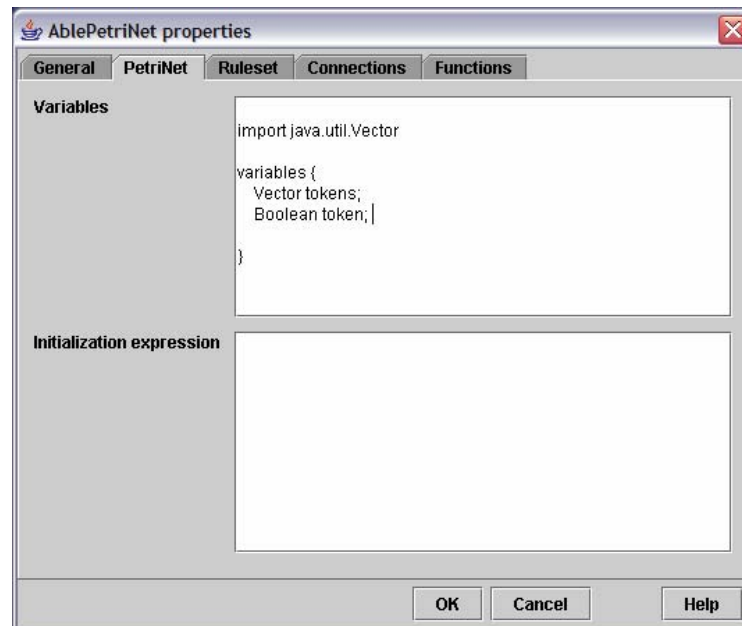 AblePetriNet properties
General PetriNet Ruleset Connections Functions
Variables
import java.util.Vector
variables {
Vector tokens;
Boolean token;
}
Initialization expression
OK Cancel Help